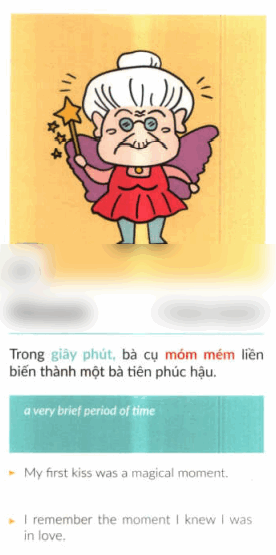 Trong giây phút, bà cụ móm mém liền
biến thành một bà tiên phúc hậu.
a very brief period of time
My first kiss was a magical moment.
I remember the moment I knew I was
in love.